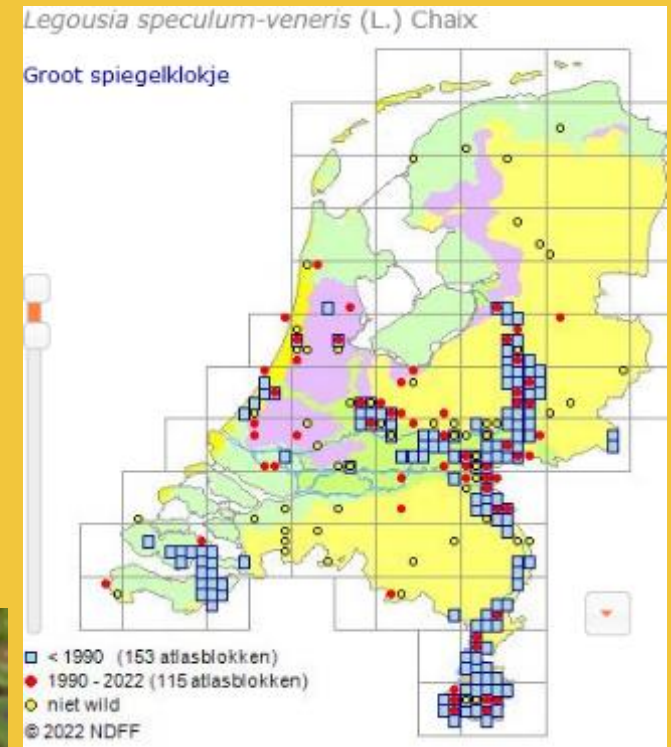 Legousia speculum-veneris (L.) Chaix
Groot spiegelklokje
< 1990 (153 atlasblokken)
1990 - 2022 (115 atlasblokken)
niet wild
© 2022 NDFF